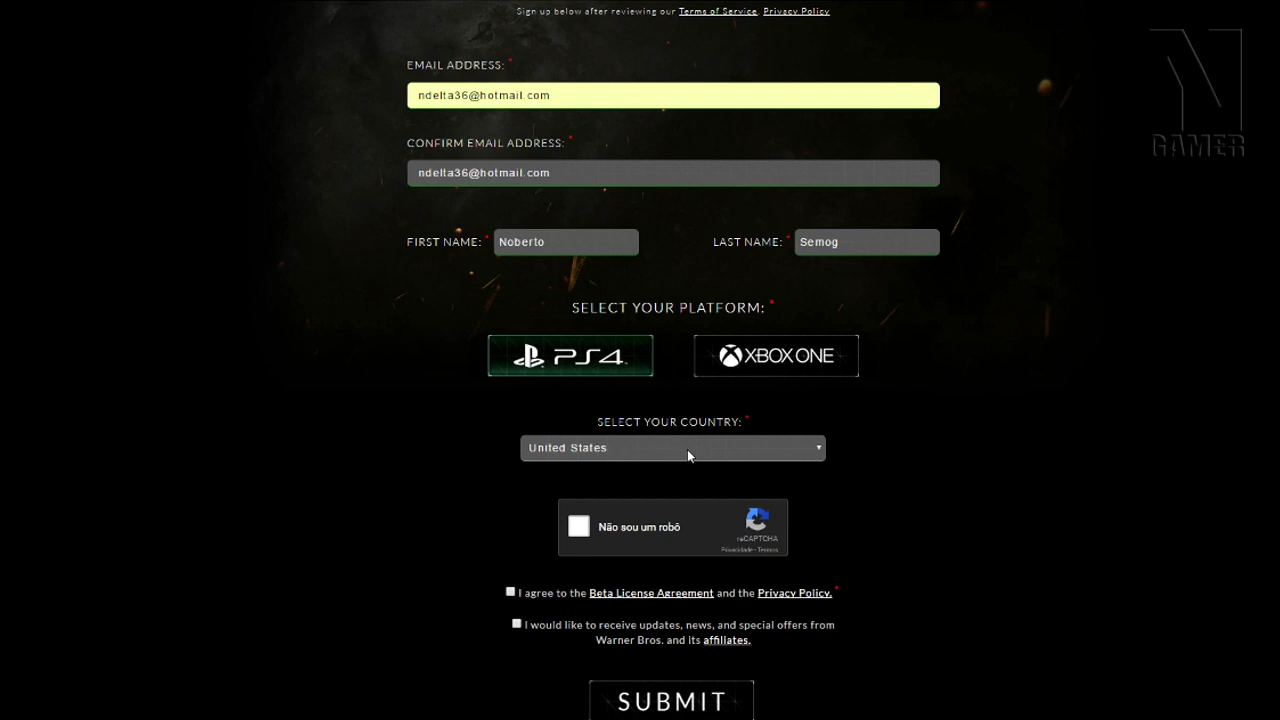 Sign up below after reviewing our Terms of Service, Privacy Policy
EMAIL ADDRESS: *
ndelta36@hotmail.com
CONFIRM EMAIL ADDRESS: *
ndelta36@hotmail.com
FIRST NAME: * Noberto LAST NAME: * Semog
SELECT YOUR PLATFORM: *
PS4 XBOX ONE
SELECT YOUR COUNTRY: *
United States
Não sou um robô
reCAPTCHA
Privacidade - Termos
I agree to the Beta License Agreement and the Privacy Policy. *
I would like to receive updates, news, and special offers from
Warner Bros. and its affiliates.
SUBMIT
N
GAMER